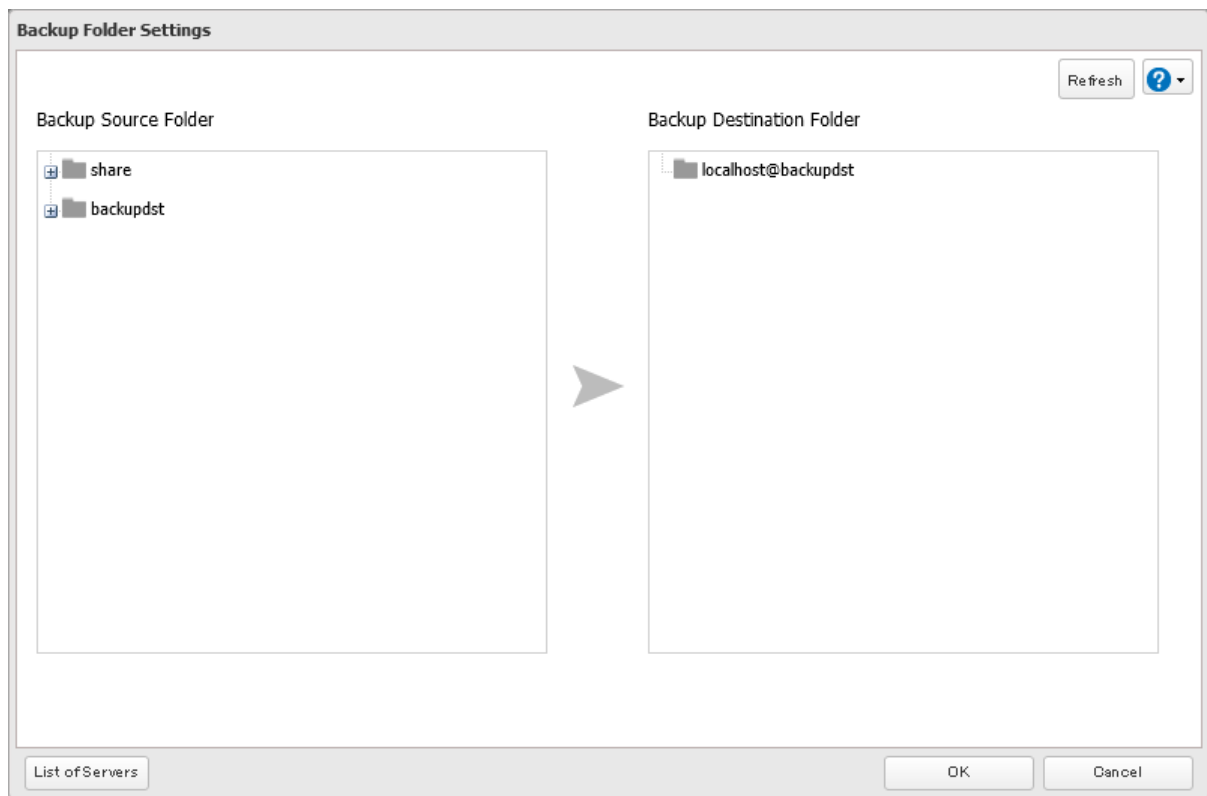 Backup Folder Settings
Refresh
?
Backup Source Folder
Backup Destination Folder
share
backupdst
localhost@backupdst
List of Servers
OK
Cancel